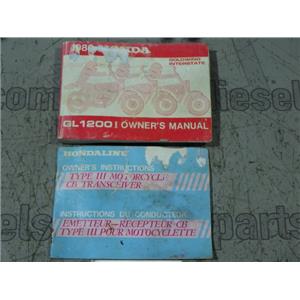 HONDA
GOLDWING
INTERSTATE
GL1200I OWNER'S MANUAL
HONDALINE
OWNER'S INSTRUCTIONS
TYPE III MOTORCYCLE
CB TRANSCEIVER
INSTRUCTIONS DU CONDUCTEUR
EMETTEUR-RECEPTEUR CB
TYPE III POUR MOTOCYCLETTE